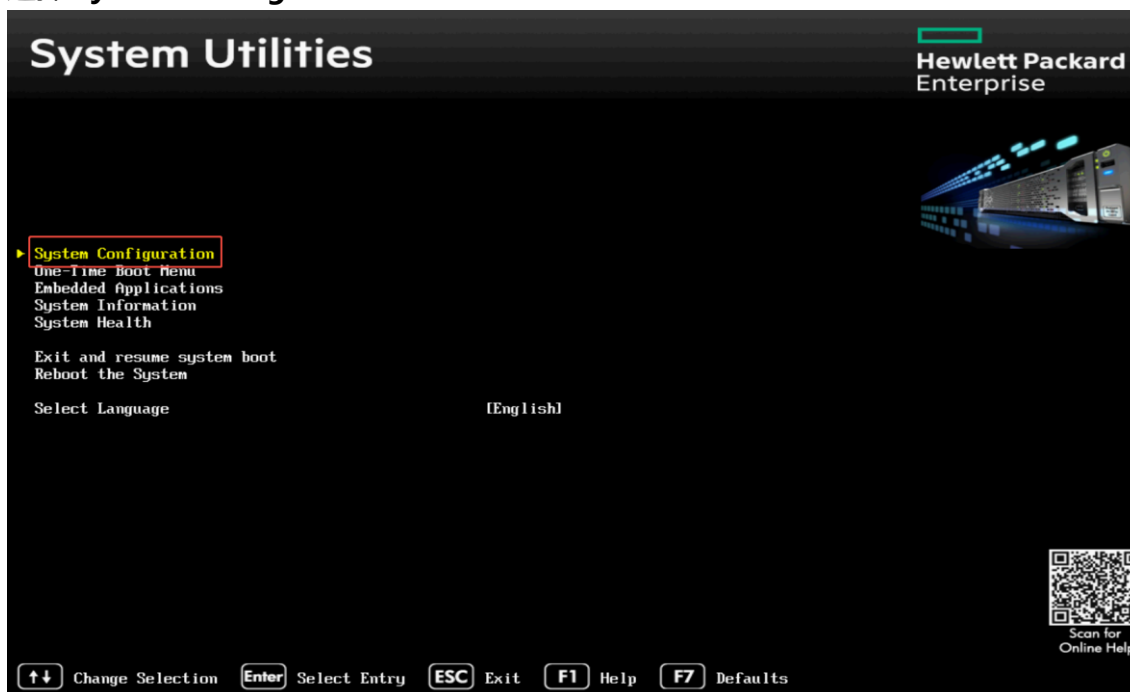 System Utilities
Hewlett Packard
Enterprise
System Configuration
One-Time Boot Menu
Embedded Applications
System Information
System Health
Exit and resume system boot
Reboot the System
Select Language [English]
Scan for
Online Help
↑↓ Change Selection Enter Select Entry ESC Exit F1 Help F7 Defaults